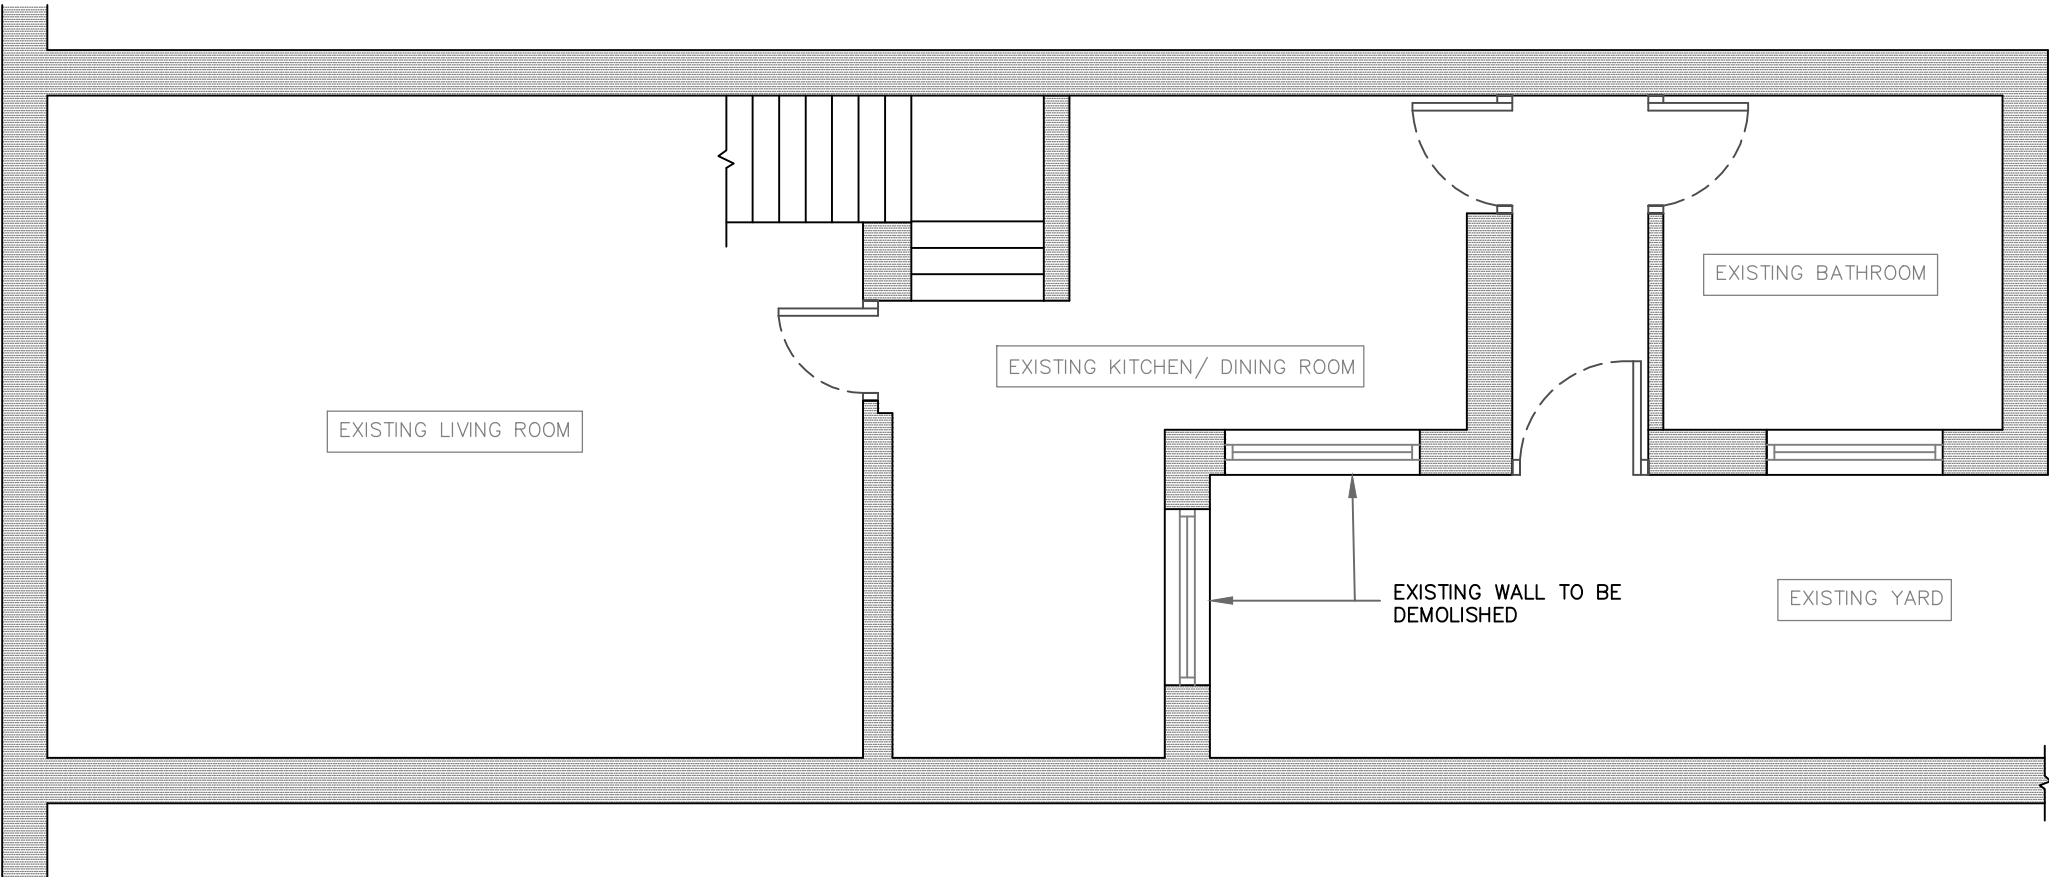 EXISTING BATHROOM
EXISTING KITCHEN/ DINING ROOM
EXISTING LIVING ROOM
EXISTING WALL TO BE
DEMOLISHED
EXISTING YARD